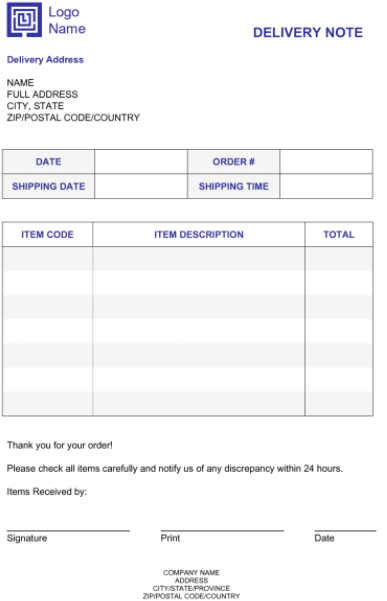 Logo
Name
DELIVERY NOTE
Delivery Address
NAME
FULL ADDRESS
CITY, STATE
ZIP/POSTAL CODE/COUNTRY
DATE ORDER #
SHIPPING DATE SHIPPING TIME
ITEM CODE ITEM DESCRIPTION TOTAL
Thank you for your order!
Please check all items carefully and notify us of any discrepancy within 24 hours.
Items Received by:
Signature Print Date
COMPANY NAME
ADDRESS
CITY/STATE/PROVINCE
ZIP/POSTAL CODE/COUNTRY